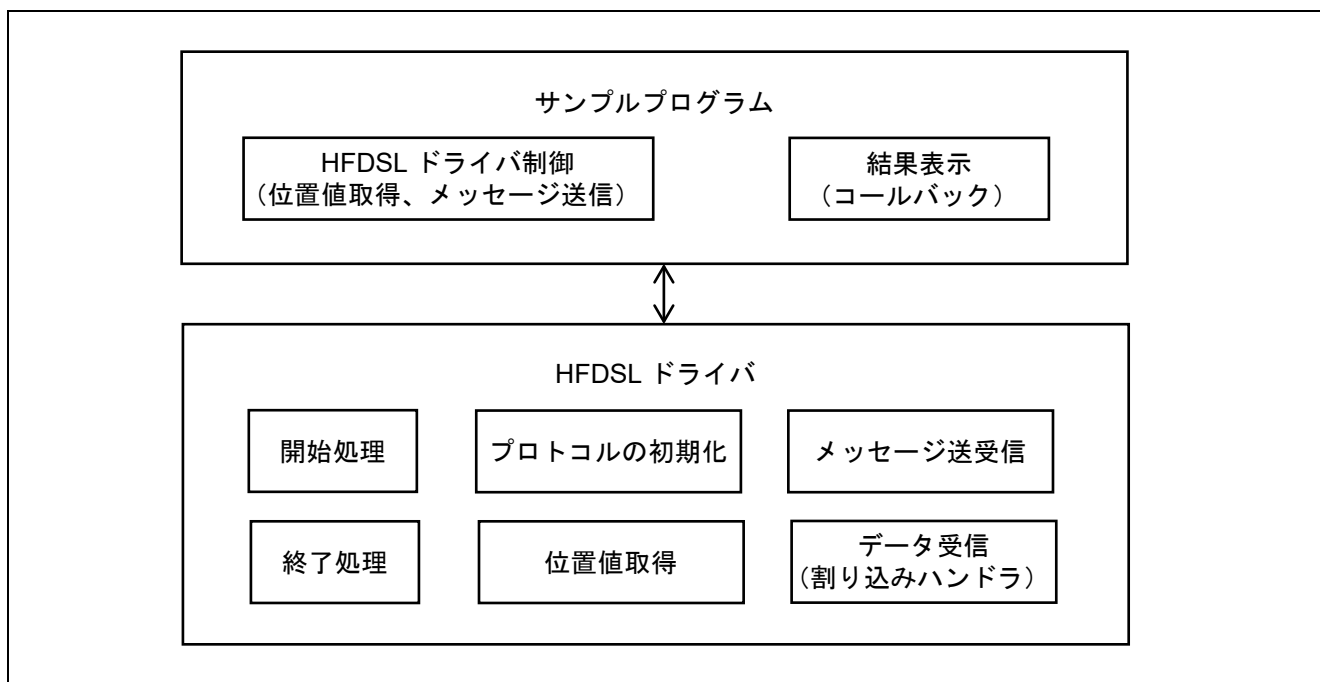 サンプルプログラム
HFDSL ドライバ制御
（位置値取得、メッセージ送信）
結果表示
（コールバック）
HFDSL ドライバ
開始処理
プロトコルの初期化
メッセージ送受信
終了処理
位置値取得
データ受信
（割り込みハンドラ）